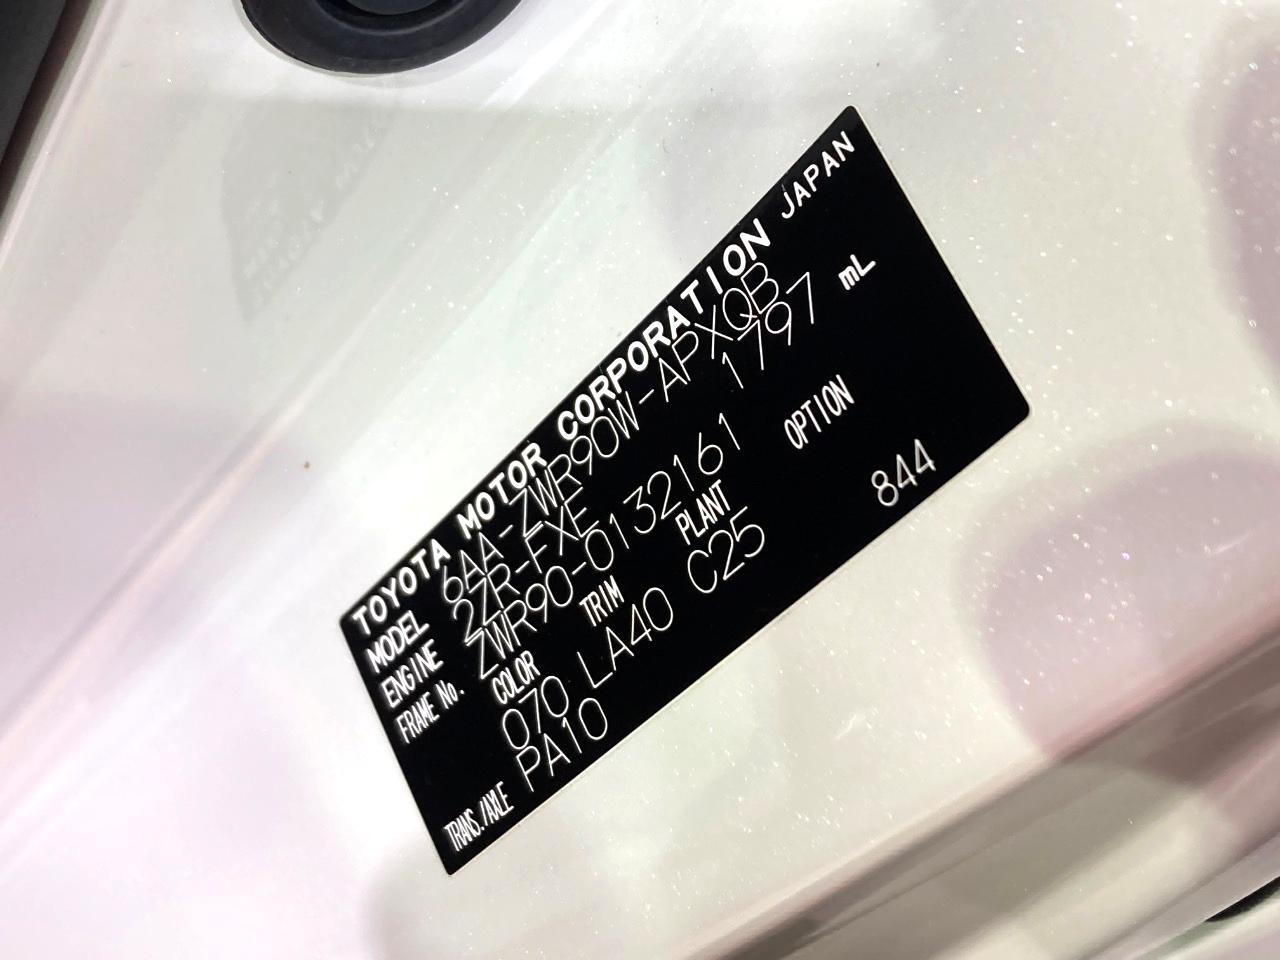 TOYOTA MOTOR CORPORATION JAPAN
MODEL 6AA-ZWR90W-APXQB
ENGINE 2ZR-FXE 1797 mL
FRAME No. ZWR90-0132161
COLOR TRIM PLANT OPTION
070 LA40 C25 844
TRANS./AXLE PA10